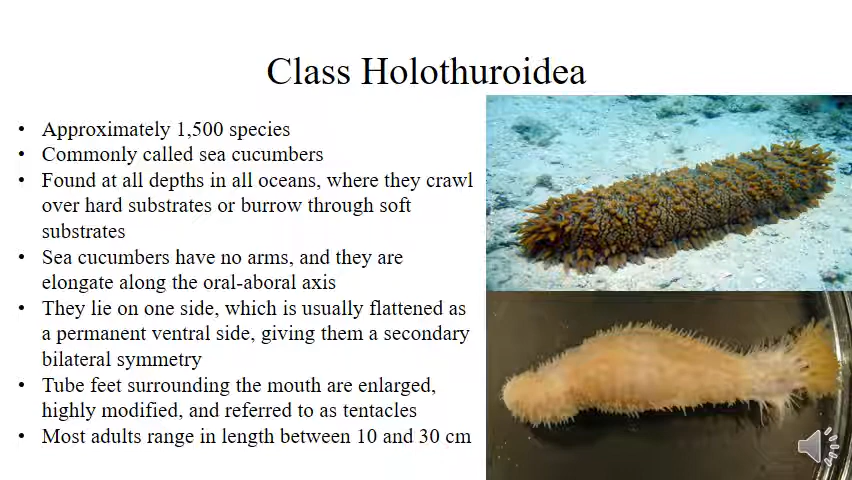 Class Holothuroidea
• Approximately 1,500 species
• Commonly called sea cucumbers
• Found at all depths in all oceans, where they crawl
over hard substrates or burrow through soft
substrates
• Sea cucumbers have no arms, and they are
elongate along the oral-aboral axis
• They lie on one side, which is usually flattened as
a permanent ventral side, giving them a secondary
bilateral symmetry
• Tube feet surrounding the mouth are enlarged,
highly modified, and referred to as tentacles
• Most adults range in length between 10 and 30 cm